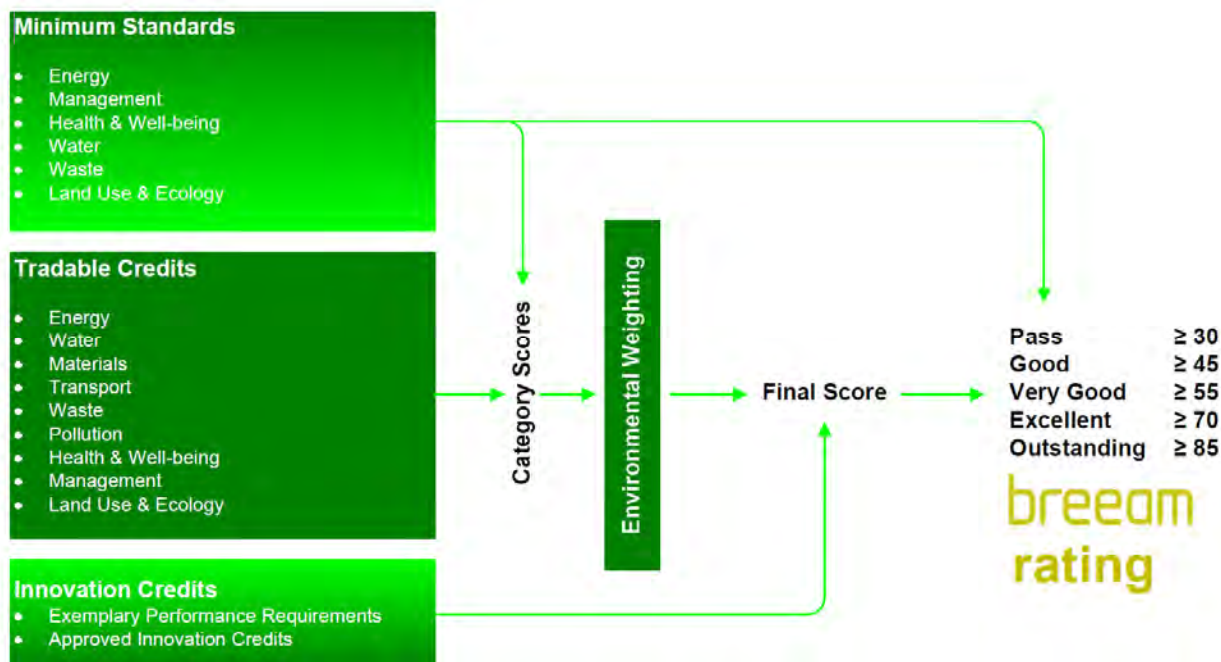 Minimum Standards
• Energy
• Management
• Health & Well-being
• Water
• Waste
• Land Use & Ecology
Tradable Credits
• Energy
• Water
• Materials
• Transport
• Waste
• Pollution
• Health & Well-being
• Management
• Land Use & Ecology
Innovation Credits
• Exemplary Performance Requirements
• Approved Innovation Credits
Category Scores
Environmental Weighting
Final Score
Pass ≥ 30
Good ≥ 45
Very Good ≥ 55
Excellent ≥ 70
Outstanding ≥ 85
breeam
rating